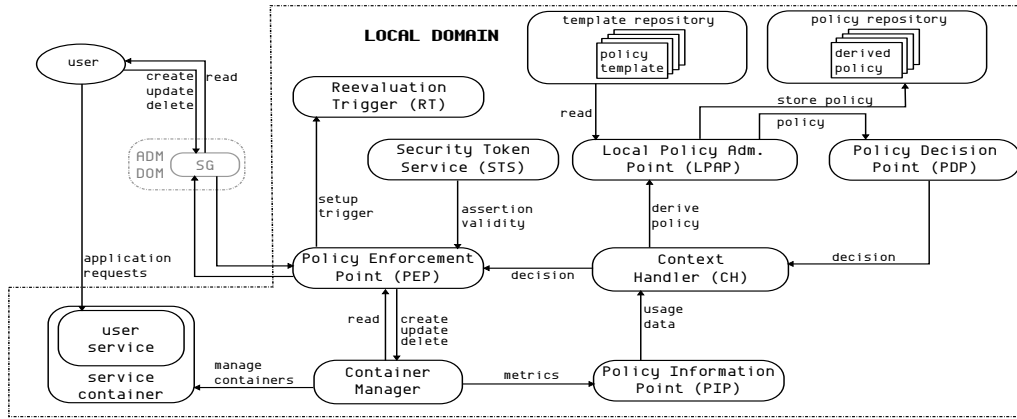 LOCAL DOMAIN
template repository
policy
template
policy repository
derived
policy
user
create
update
delete
read
Reevaluation
Trigger (RT)
read
store policy
policy
ADM
DOM
SG
Security Token
Service (STS)
Local Policy Adm.
Point (LPAP)
Policy Decision
Point (PDP)
setup
trigger
assertion
validity
derive
policy
application
requests
Policy Enforcement
Point (PEP)
decision
Context
Handler (CH)
decision
read
create
update
delete
usage
data
user
service
service
container
manage
containers
Container
Manager
metrics
Policy Information
Point (PIP)